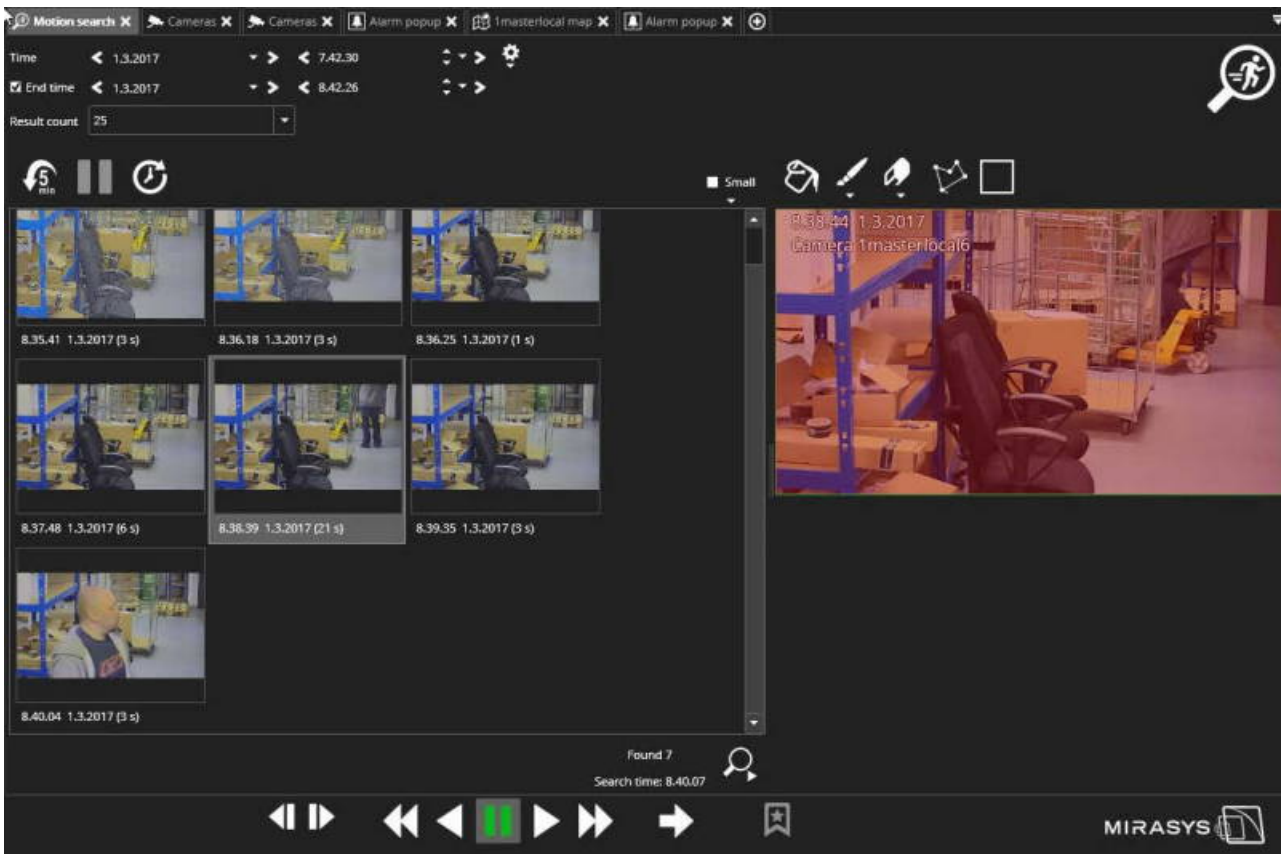 Motion search
Cameras
Cameras
Alarm popup
1masterlocal map
Alarm popup
Time 1.3.2017 7.42.30
End time 1.3.2017 8.42.26
Result count 25
5 min
Small
8.38.44 1.3.2017
Camera 1masterlocal6
8.35.41 1.3.2017 (3 s)
8.36.18 1.3.2017 (3 s)
8.36.25 1.3.2017 (1 s)
8.37.48 1.3.2017 (6 s)
8.38.39 1.3.2017 (21 s)
8.39.35 1.3.2017 (3 s)
8.40.04 1.3.2017 (3 s)
Found 7
Search time: 8.40.07
MIRASYS